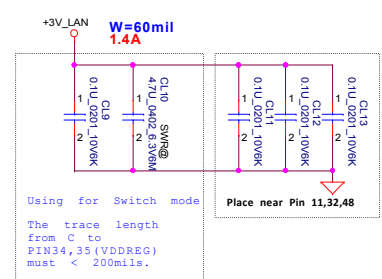 +3V_LAN
W=60mil
1.4A
1
2
0.1U_0201_10V6K
CL9
1
2
4.7U_0402_6.3V6M
CL10
SWR@
1
2
0.1U_0201_10V6K
CL11
1
2
0.1U_0201_10V6K
CL12
1
2
0.1U_0201_10V6K
CL13
Using for Switch mode
The trace length
from C to
PIN34,35(VDDREG)
must < 200mils.
Place near Pin 11,32,48